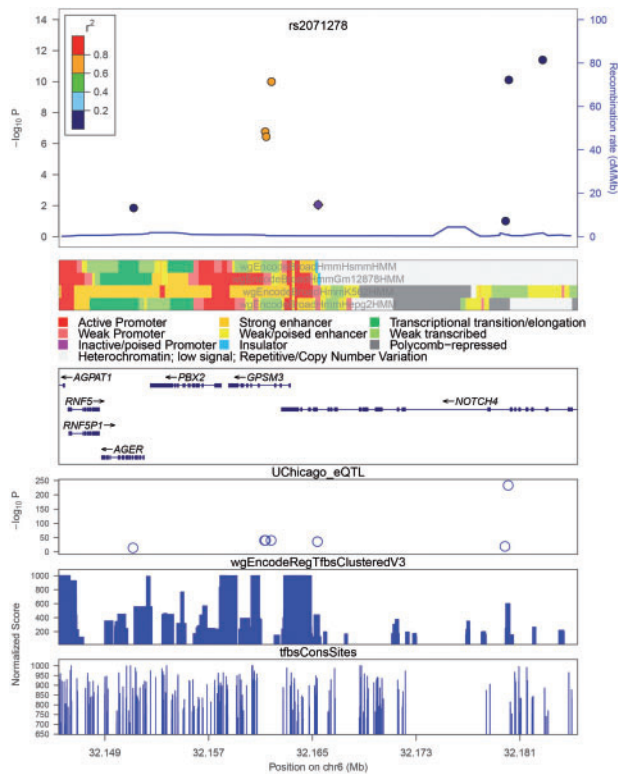 rs2071278
r²
0.8
0.6
0.4
0.2
14
12
10
8
6
4
2
0
−log10 P
100
80
60
40
20
0
Recombination rate (cM/Mb)
wgEncodeBroadHmmHsmmHMM
wgEncodeBroadHmmGm12878HMM
wgEncodeBroadHmmK562HMM
wgEncodeBroadHmmHepg2HMM
Active Promoter
Strong enhancer
Transcriptional transition/elongation
Weak Promoter
Weak/poised enhancer
Weak transcribed
Inactive/poised Promoter
Insulator
Polycomb−repressed
Heterochromatin; low signal; Repetitive/Copy Number Variation
←AGPAT1
←PBX2
←GPSM3
RNF5→
←NOTCH4
RNF5P1→
←AGER
UChicago_eQTL
−log10 P
250
200
150
100
50
0
wgEncodeRegTfbsClusteredV3
Normalized Score
1000
800
600
400
200
tfbsConsSites
1000
950
900
850
800
750
700
650
32.149 32.157 32.165 32.173 32.181
Position on chr6 (Mb)